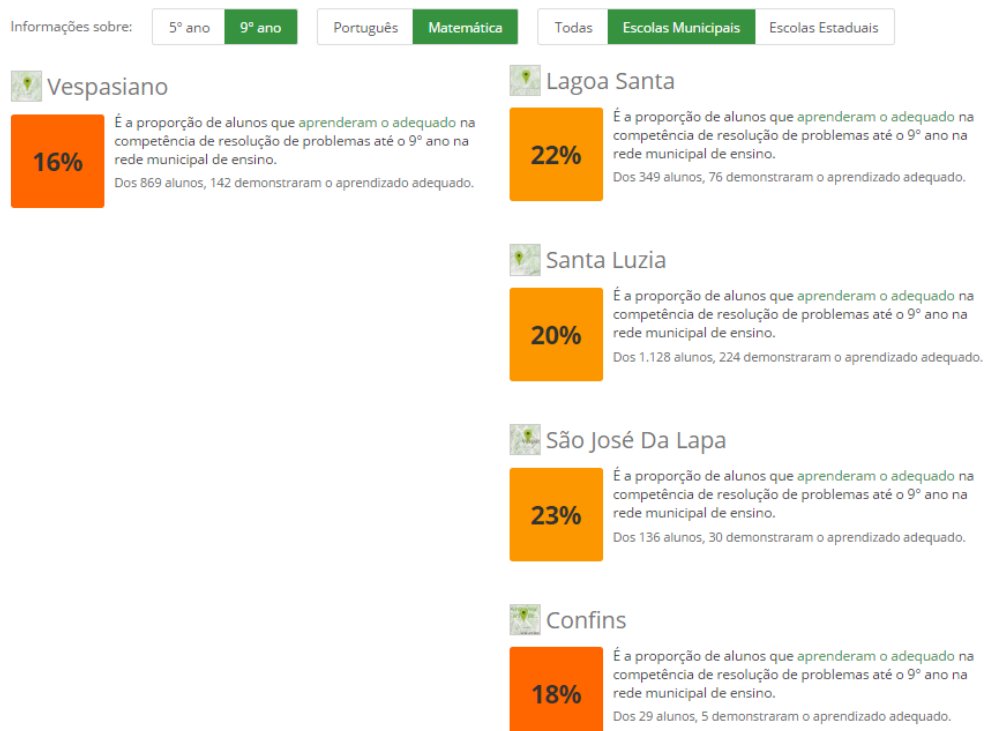 Informações sobre: 5º ano 9º ano Português Matemática Todas Escolas Municipais Escolas Estaduais
Vespasiano
16%
É a proporção de alunos que aprenderam o adequado na
competência de resolução de problemas até o 9º ano na
rede municipal de ensino.
Dos 869 alunos, 142 demonstraram o aprendizado adequado.
Lagoa Santa
22%
É a proporção de alunos que aprenderam o adequado na
competência de resolução de problemas até o 9º ano na
rede municipal de ensino.
Dos 349 alunos, 76 demonstraram o aprendizado adequado.
Santa Luzia
20%
É a proporção de alunos que aprenderam o adequado na
competência de resolução de problemas até o 9º ano na
rede municipal de ensino.
Dos 1.128 alunos, 224 demonstraram o aprendizado adequado.
São José Da Lapa
23%
É a proporção de alunos que aprenderam o adequado na
competência de resolução de problemas até o 9º ano na
rede municipal de ensino.
Dos 136 alunos, 30 demonstraram o aprendizado adequado.
Confins
18%
É a proporção de alunos que aprenderam o adequado na
competência de resolução de problemas até o 9º ano na
rede municipal de ensino.
Dos 29 alunos, 5 demonstraram o aprendizado adequado.